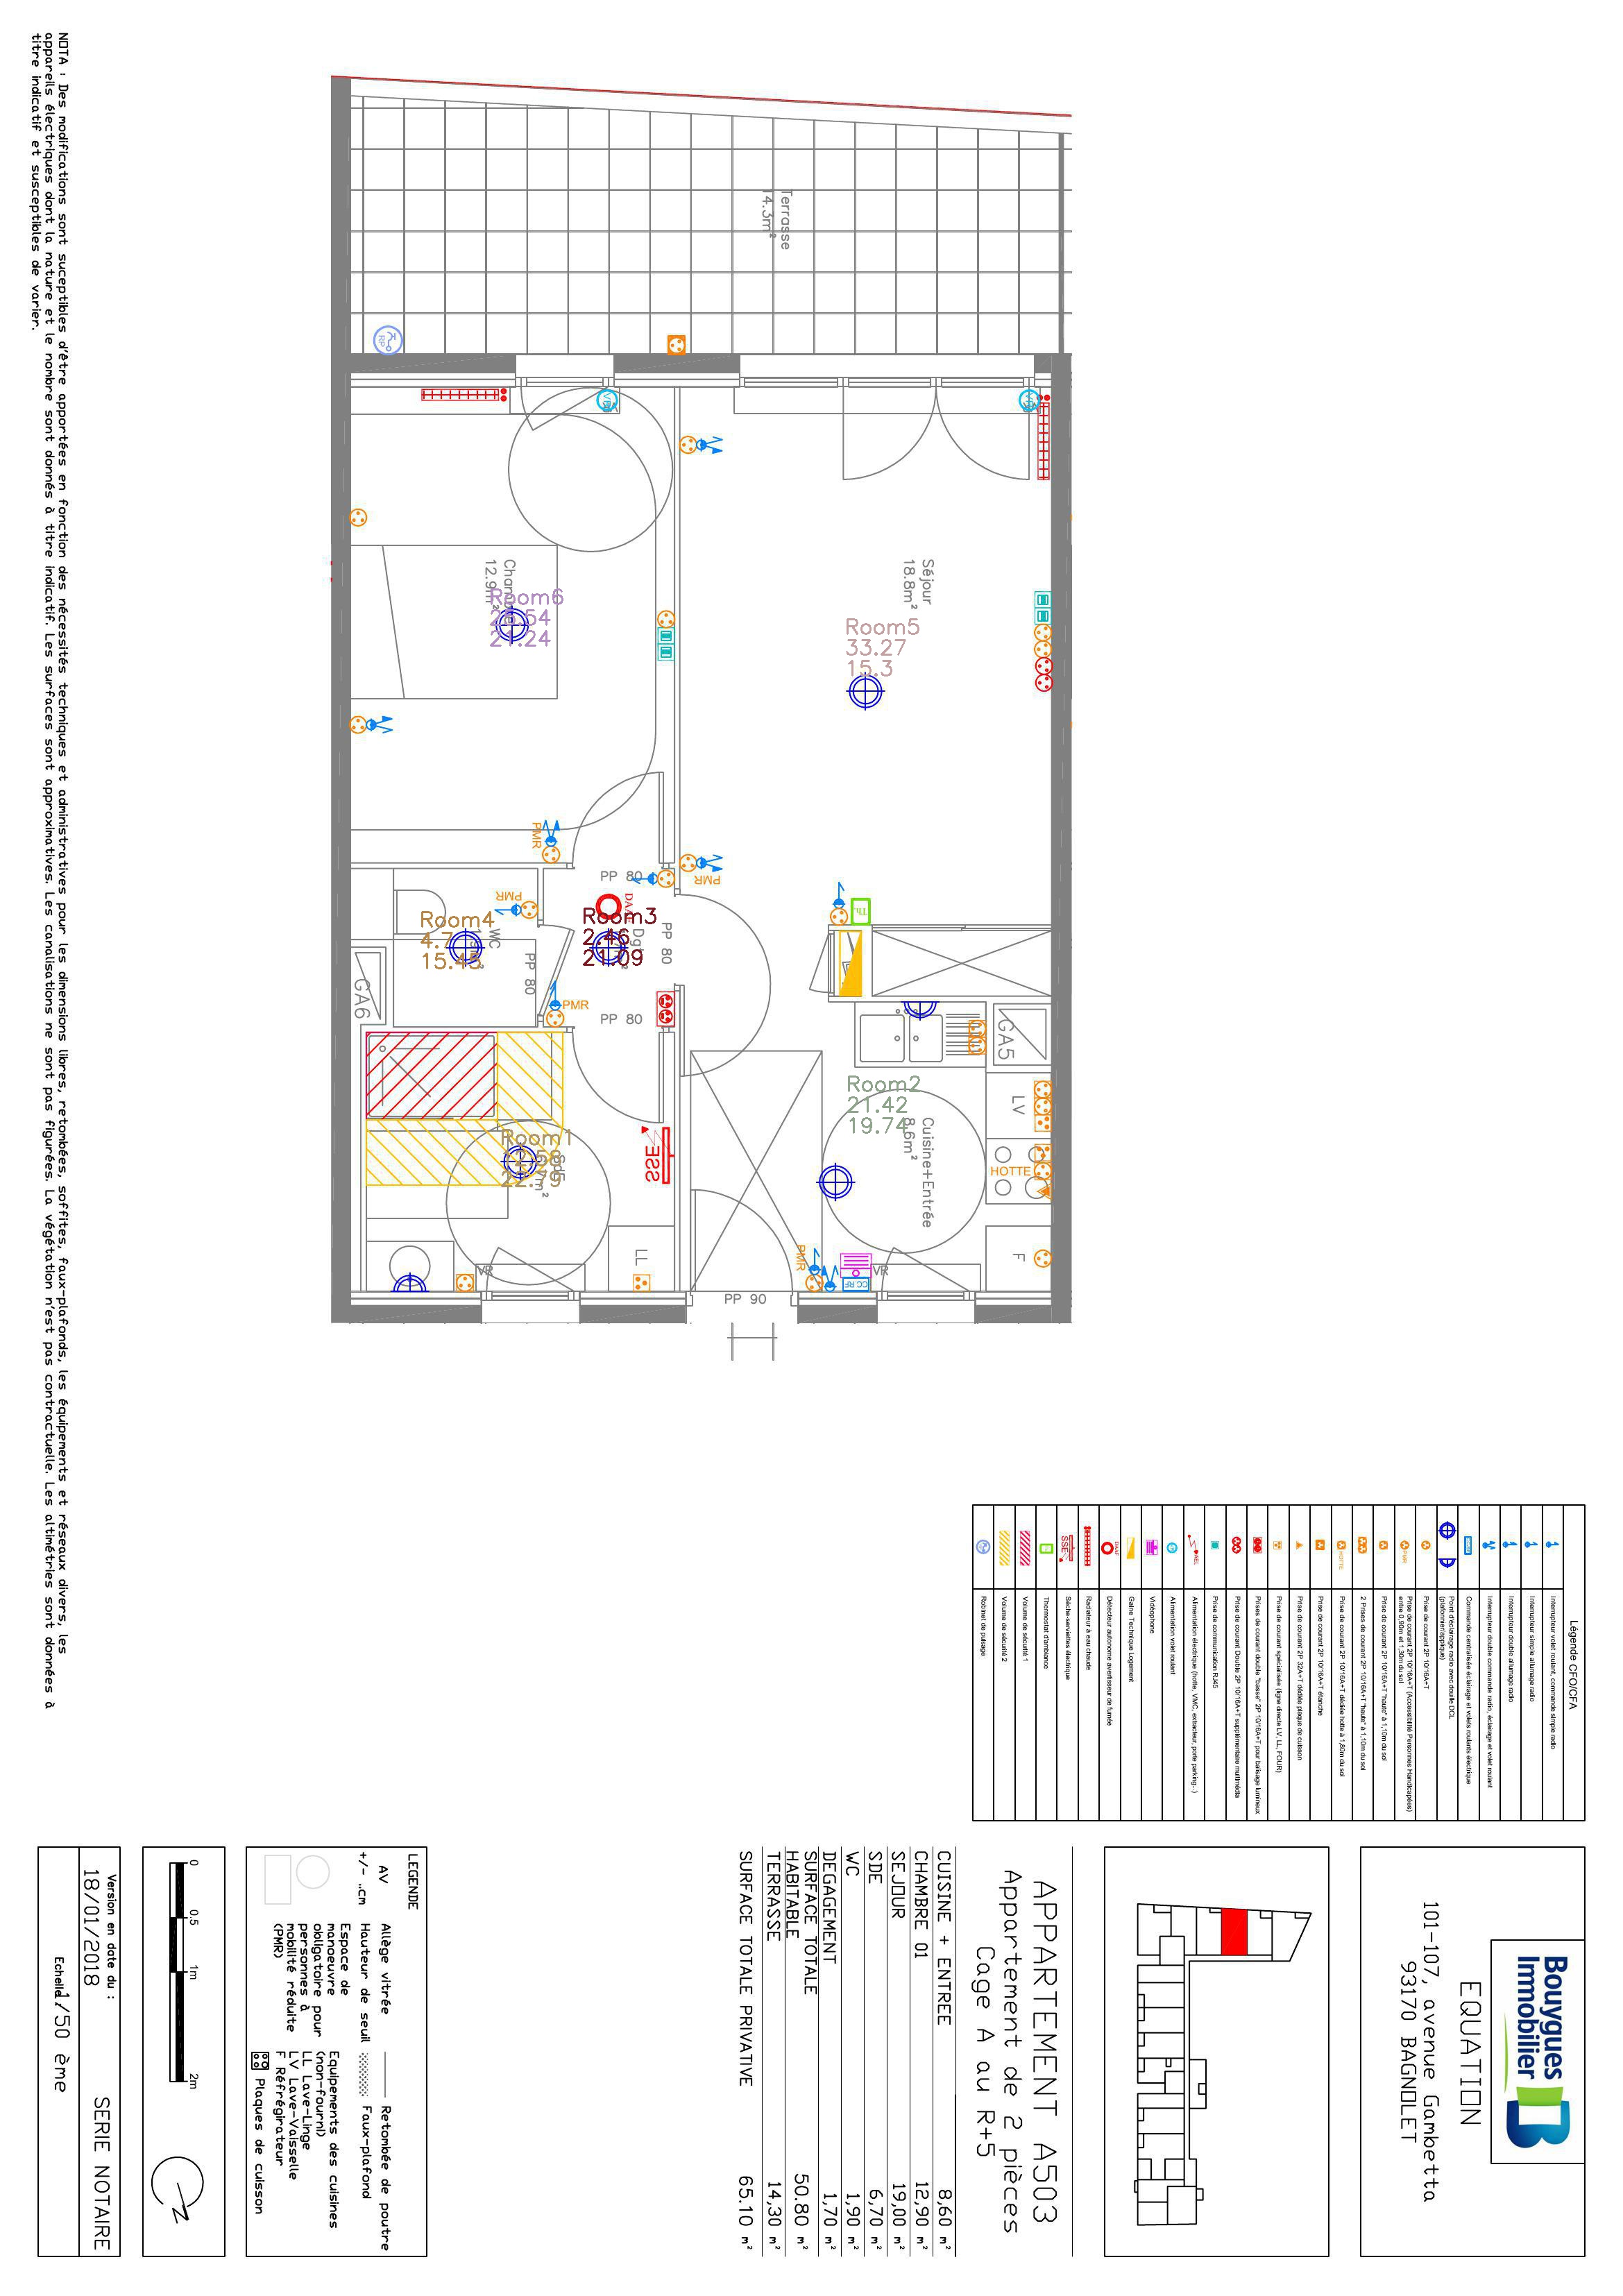 NOTA : Des modifications sont suceptibles d'être apportées en fonction des nécessités techniques et administratives pour les dimensions libres, retombées, soffites, faux-plafonds, les équipements et réseaux divers, les
appareils électriques dont la nature et le nombre sont donnés à titre indicatif. Les surfaces sont approximatives. Les canalisations ne sont pas figurées. La végétation n'est pas contractuelle. Les altimétries sont données à
titre indicatif et susceptibles de varier.
Terrasse
14.3m²
RP
Séjour
18.8m²
12.9m²
Room6
21.24
Room5
33.27
15.3
PMR
PMR
PP 80
DAAF
PMR
Room4
15.45
WC
Room3
2.46
21.09
PP 80
PP 80
GA6
PMR
PP 80
GA5
Room2
21.42
19.74
Cuisine+Entrée
8.6m²
LV
HOTTE
Room1
22.79
SSE
LL
F
VR
PMR
CC.RF
VR
PP 90
Légende CFO/CFA
Interrupteur volet roulant, commande simple radio
Interrupteur simple allumage radio
Interrupteur double allumage radio
Interrupteur double commande radio, éclairage et volet roulant
Commande centralisée éclairage et volets roulants électrique
Point d'éclairage radio avec douille DCL
(plafonnier/applique)
Prise de courant 2P 10/16A+T
Prise de courant 2P 10/16A+T (Accessibilité Personnes Handicapées)
entre 0,90m et 1,30m du sol
Prise de courant 2P 10/16A+T "haute" à 1,10m du sol
2 Prises de courant 2P 10/16A+T "haute" à 1,10m du sol
Prise de courant 2P 10/16A+T dédiée hotte à 1,80m du sol
Prise de courant 2P 10/16A+T étanche
Prise de courant 2P 32A+T dédiée plaque de cuisson
Prise de courant spécialisée (ligne directe LV, LL, FOUR)
Prises de courant double "basse" 2P 10/16A+T pour balisage lumineux
Prise de courant Double 2P 10/16A+T supplémentaire multimédia
Prise de communication RJ45
Alimentation électrique (hotte, VMC, extracteur, porte parking...)
Alimentation volet roulant
Vidéophone
Gaine Technique Logement
Détecteur autonome avertisseur de fumée
Radiateur à eau chaude
Sèche-serviettes électrique
Thermostat d'ambiance
Volume de sécurité 1
Volume de sécurité 2
Robinet de puisage
Bouygues
Immobilier
EQUATION
101-107, avenue Gambetta
93170 BAGNOLET
APPARTEMENT A503
Appartement de 2 pièces
Cage A au R+5
CUISINE + ENTREE 8,60 m²
CHAMBRE 01 12,90 m²
SEJOUR 19,00 m²
SDE 6,70 m²
WC 1,90 m²
DEGAGEMENT 1,70 m²
SURFACE TOTALE
HABITABLE 50.80 m²
TERRASSE 14,30 m²
SURFACE TOTALE PRIVATIVE 65.10 m²
LEGENDE
AV Allège vitrée
+/- ..cm Hauteur de seuil
Espace de
manoeuvre
obligatoire pour
personnes à
mobilité réduite
(PMR)
Retombée de poutre
Faux-plafond
Equipements des cuisines
(non-fourni)
LL Lave-Linge
LV Lave-Vaisselle
F Réfrigérateur
Plaques de cuisson
0 0.5 1m 2m
N
Version en date du :
18/01/2018
SERIE NOTAIRE
Echelle 1/50 ème